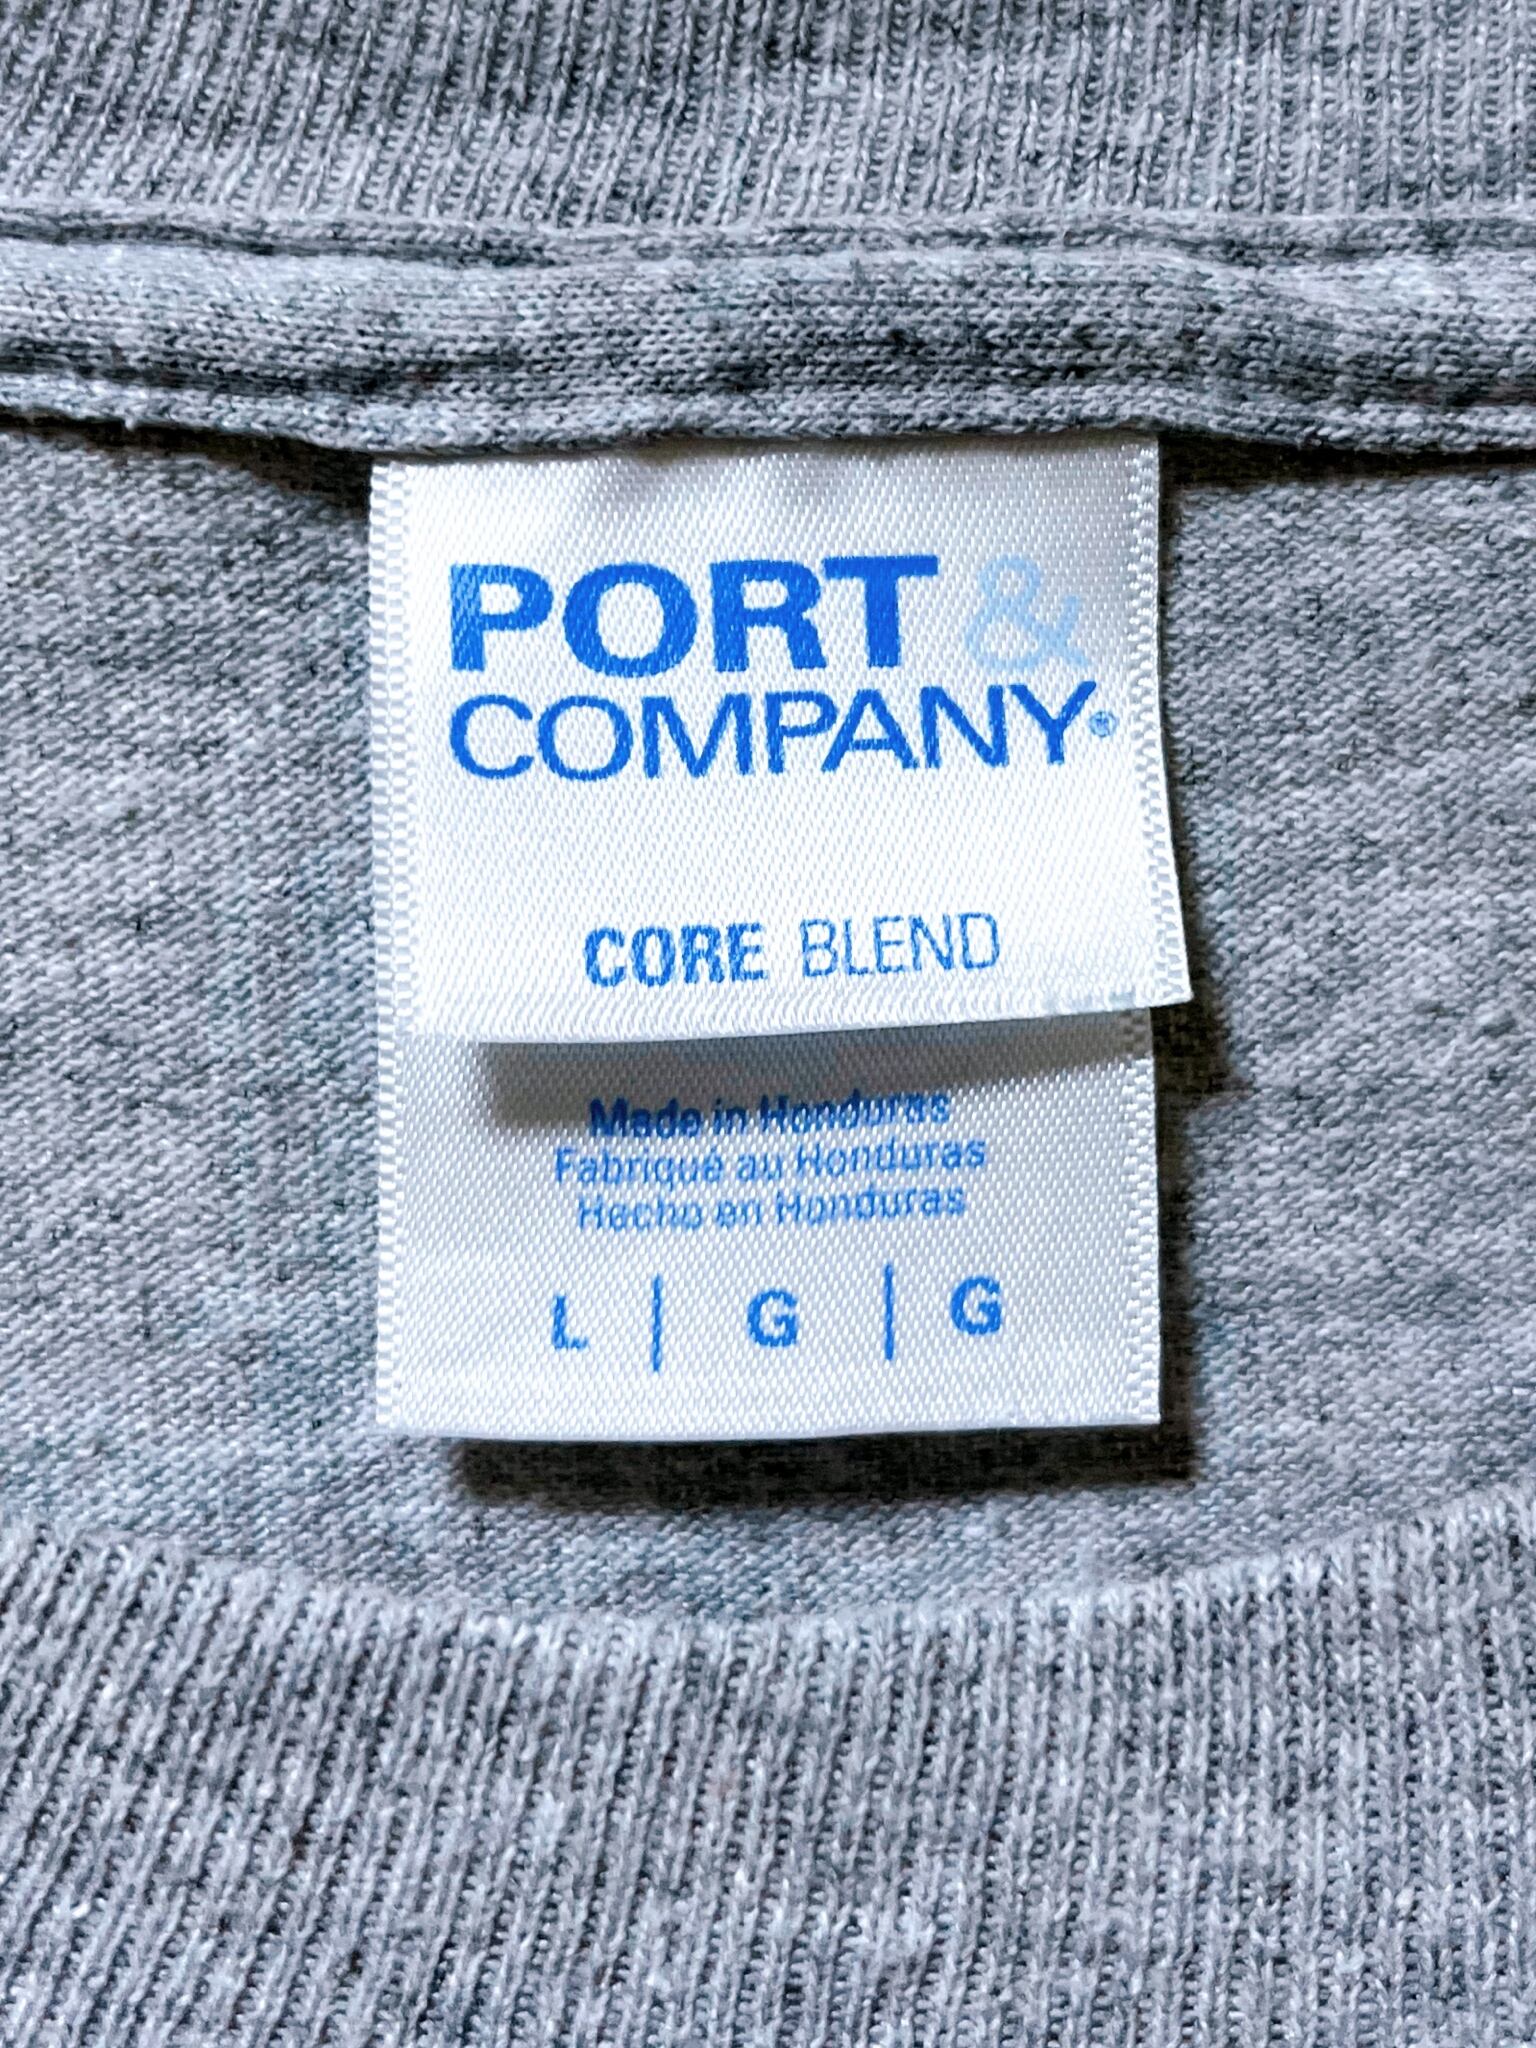 PORT &
COMPANY®
CORE BLEND
Made in Honduras
Fabriqué au Honduras
Hecho en Honduras
L | G | G